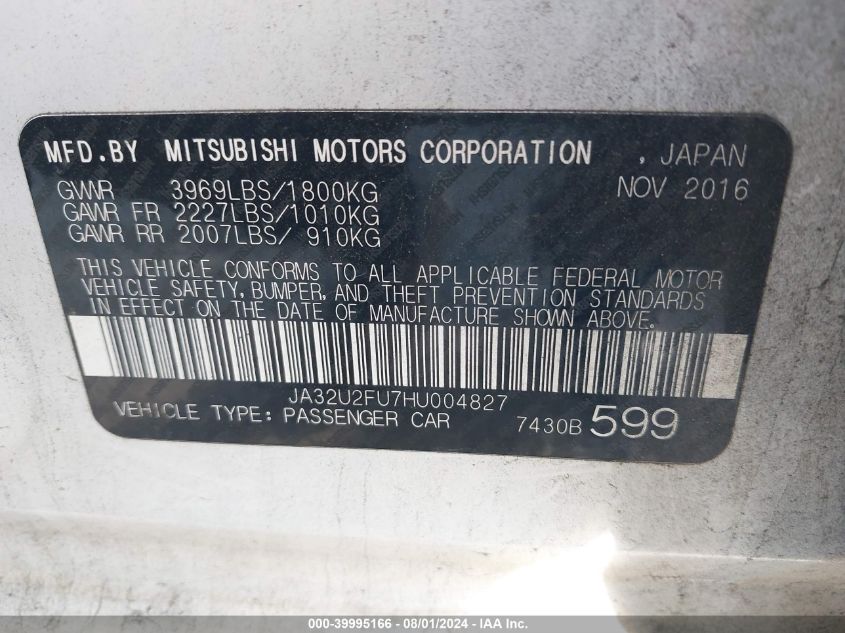 MFD.BY MITSUBISHI MOTORS CORPORATION , JAPAN
GVWR 3969LBS/1800KG NOV 2016
GAWR FR 2227LBS/1010KG
GAWR RR 2007LBS/ 910KG
THIS VEHICLE CONFORMS TO ALL APPLICABLE FEDERAL MOTOR
VEHICLE SAFETY, BUMPER, AND THEFT PREVENTION STANDARDS
IN EFFECT ON THE DATE OF MANUFACTURE SHOWN ABOVE.
JA32U2FU7HU004827
VEHICLE TYPE: PASSENGER CAR 7430B 599
000-39995166 - 08/01/2024 - IAA Inc.